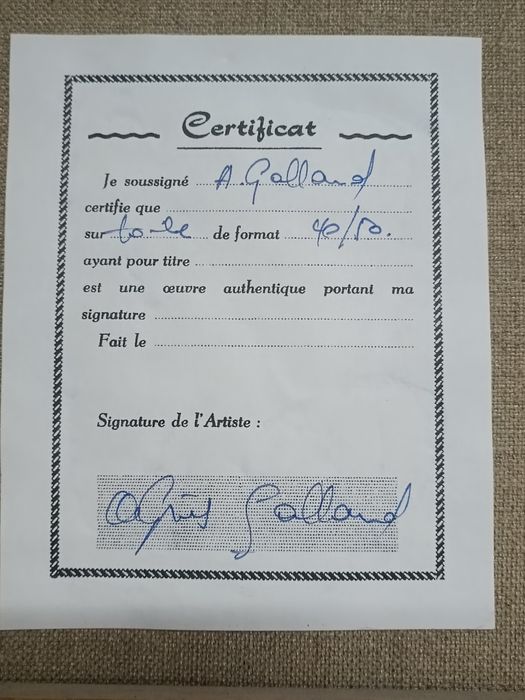 Certificat
Je soussigné A. Galland
certifie que
sur toile de format 40/50.
ayant pour titre
est une œuvre authentique portant ma
signature
Fait le
Signature de l'Artiste :
Agnès Galland